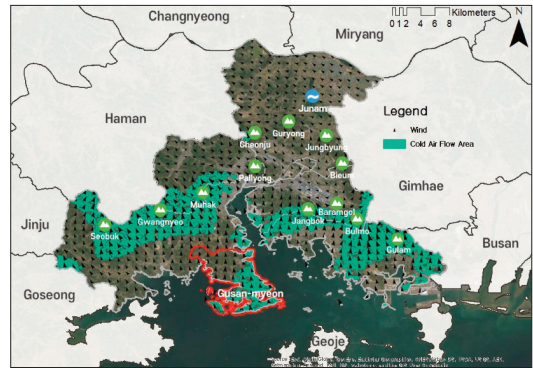 Changnyeong
Kilometers
0 1 2 4 6 8
N
Miryang
Junam
Legend
Wind
Cold Air Flow Area
Haman
Guryong
Cheonju
Jungbyung
Palyong
Bieum
Gimhae
Muhak
Gwangnyeo
Baramgol
Jangbok
Bulmo
Jinju
Seobuk
Gulam
Busan
Goseong
Gusan-myeon
Geoje